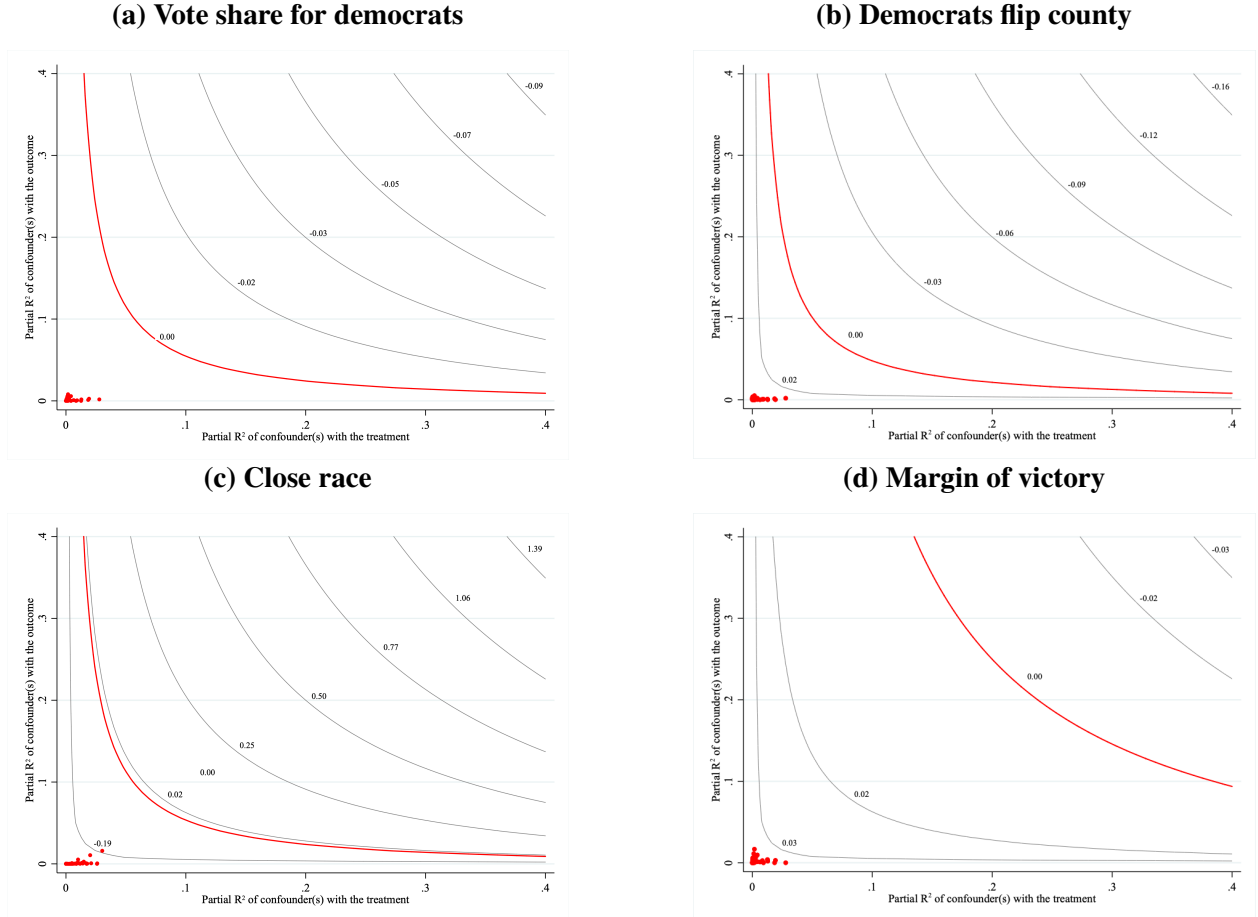 (a) Vote share for democrats
Partial R² of confounder(s) with the outcome
.4
.3
.2
.1
0
-0.09
-0.07
-0.05
-0.03
-0.02
0.00
0 .1 .2 .3 .4
Partial R² of confounder(s) with the treatment
(b) Democrats flip county
Partial R² of confounder(s) with the outcome
.4
.3
.2
.1
0
-0.16
-0.12
-0.09
-0.06
-0.03
0.00
0.02
0 .1 .2 .3 .4
Partial R² of confounder(s) with the treatment
(c) Close race
Partial R² of confounder(s) with the outcome
.4
.3
.2
.1
0
1.39
1.06
0.77
0.50
0.25
0.00
0.02
-0.19
0 .1 .2 .3 .4
Partial R² of confounder(s) with the treatment
(d) Margin of victory
Partial R² of confounder(s) with the outcome
.4
.3
.2
.1
0
-0.03
-0.02
0.00
0.02
0.03
0 .1 .2 .3 .4
Partial R² of confounder(s) with the treatment